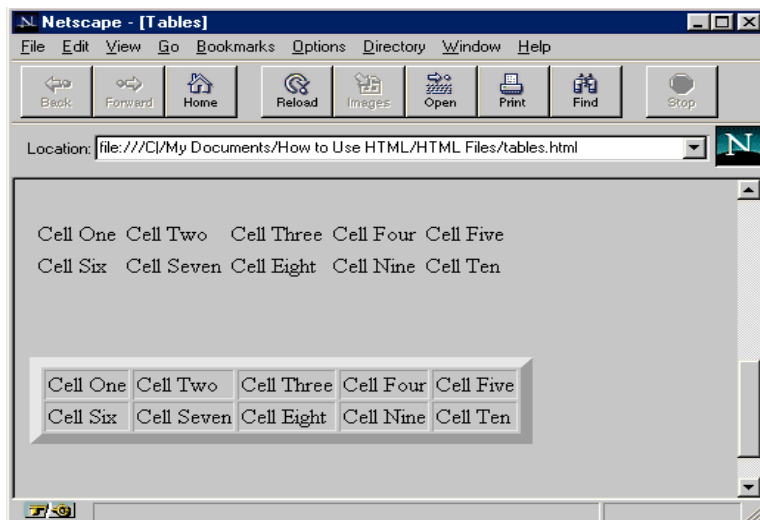 Netscape - [Tables]
File Edit View Go Bookmarks Options Directory Window Help
Back Forward Home Reload Images Open Print Find Stop
Location: file:///C|/My Documents/How to Use HTML/HTML Files/tables.html
N
Cell One Cell Two Cell Three Cell Four Cell Five
Cell Six Cell Seven Cell Eight Cell Nine Cell Ten
Cell One Cell Two Cell Three Cell Four Cell Five
Cell Six Cell Seven Cell Eight Cell Nine Cell Ten